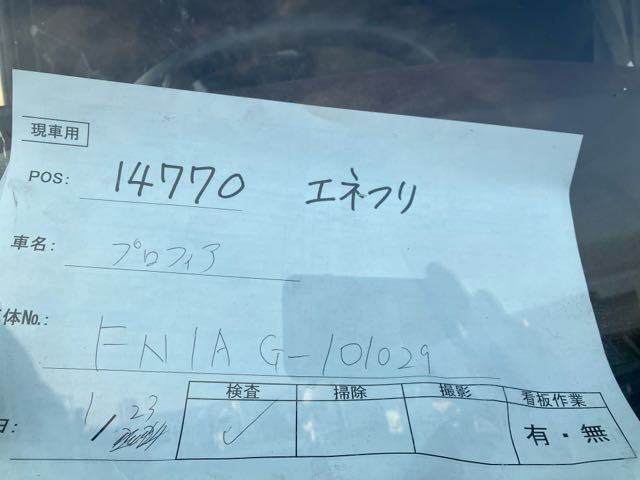 現車用
POS: 14770 エネフリ
車名: プロフィア
体No.: FN1AG-101029
日: 1/23
検査 掃除 撮影 看板作業
✓ 有・無